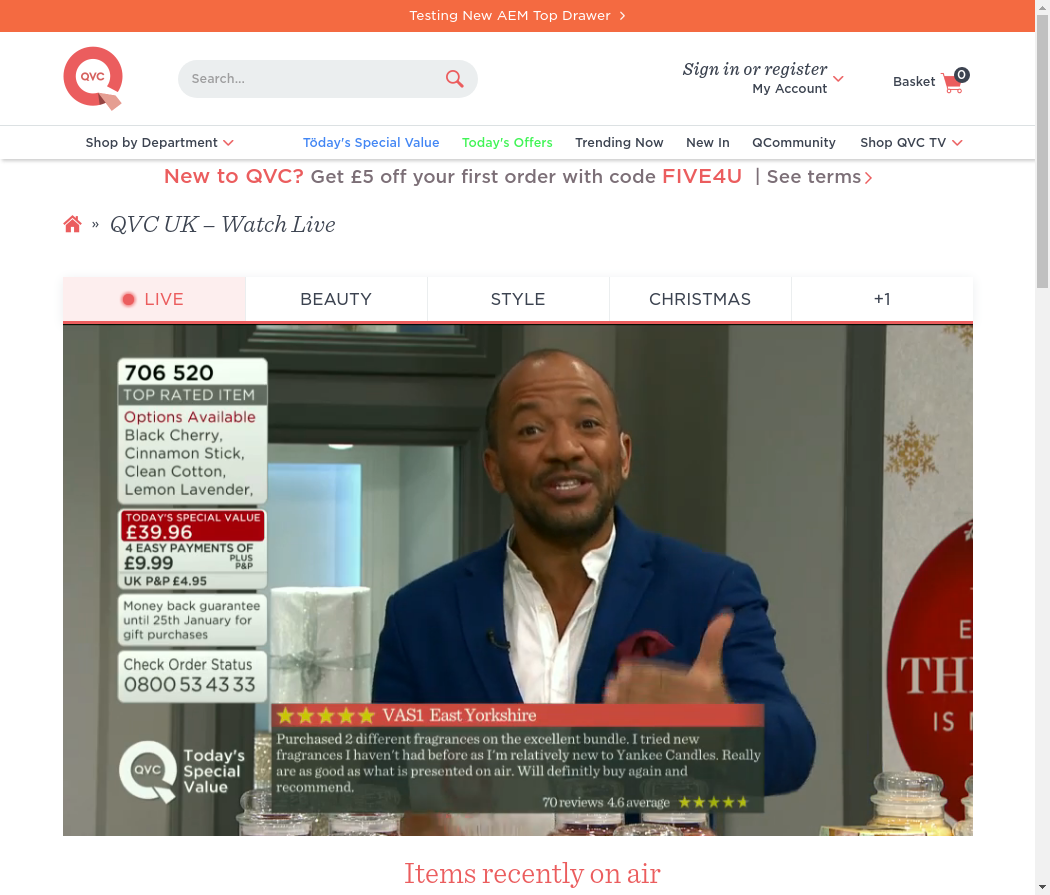 Testing New AEM Top Drawer
QVC
Search...
Sign in or register
My Account
Basket
0
Shop by Department
Töday's Special Value
Today's Offers
Trending Now
New In
QCommunity
Shop QVC TV
New to QVC? Get £5 off your first order with code FIVE4U | See terms
» QVC UK – Watch Live
LIVE
BEAUTY
STYLE
CHRISTMAS
+1
706 520
TOP RATED ITEM
Options Available
Black Cherry,
Cinnamon Stick,
Clean Cotton,
Lemon Lavender,
TODAY'S SPECIAL VALUE
£39.96
4 EASY PAYMENTS OF
£9.99 PLUS P&P
UK P&P £4.95
Money back guarantee
until 25th January for
gift purchases
Check Order Status
0800 53 43 33
QVC
Today's
Special
Value
VAS1 East Yorkshire
Purchased 2 different fragrances on the excellent bundle. I tried new
fragrances I haven't had before as I'm relatively new to Yankee Candles. Really
are as good as what is presented on air. Will definitly buy again and
recommend.
70 reviews 4.6 average
E
TH
IS
Items recently on air